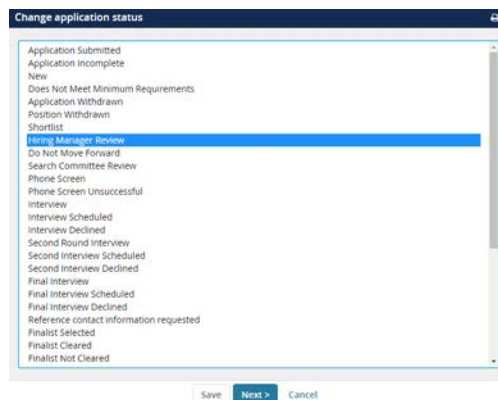 Change application status
Application Submitted
Application Incomplete
New
Does Not Meet Minimum Requirements
Application Withdrawn
Position Withdrawn
Shortlist
Hiring Manager Review
Do Not Move Forward
Search Committee Review
Phone Screen
Phone Screen Unsuccessful
Interview
Interview Scheduled
Interview Declined
Second Round Interview
Second Interview Scheduled
Second Interview Declined
Final Interview
Final Interview Scheduled
Final Interview Declined
Reference contact information requested
Finalist Selected
Finalist Cleared
Finalist Not Cleared
Save Next > Cancel